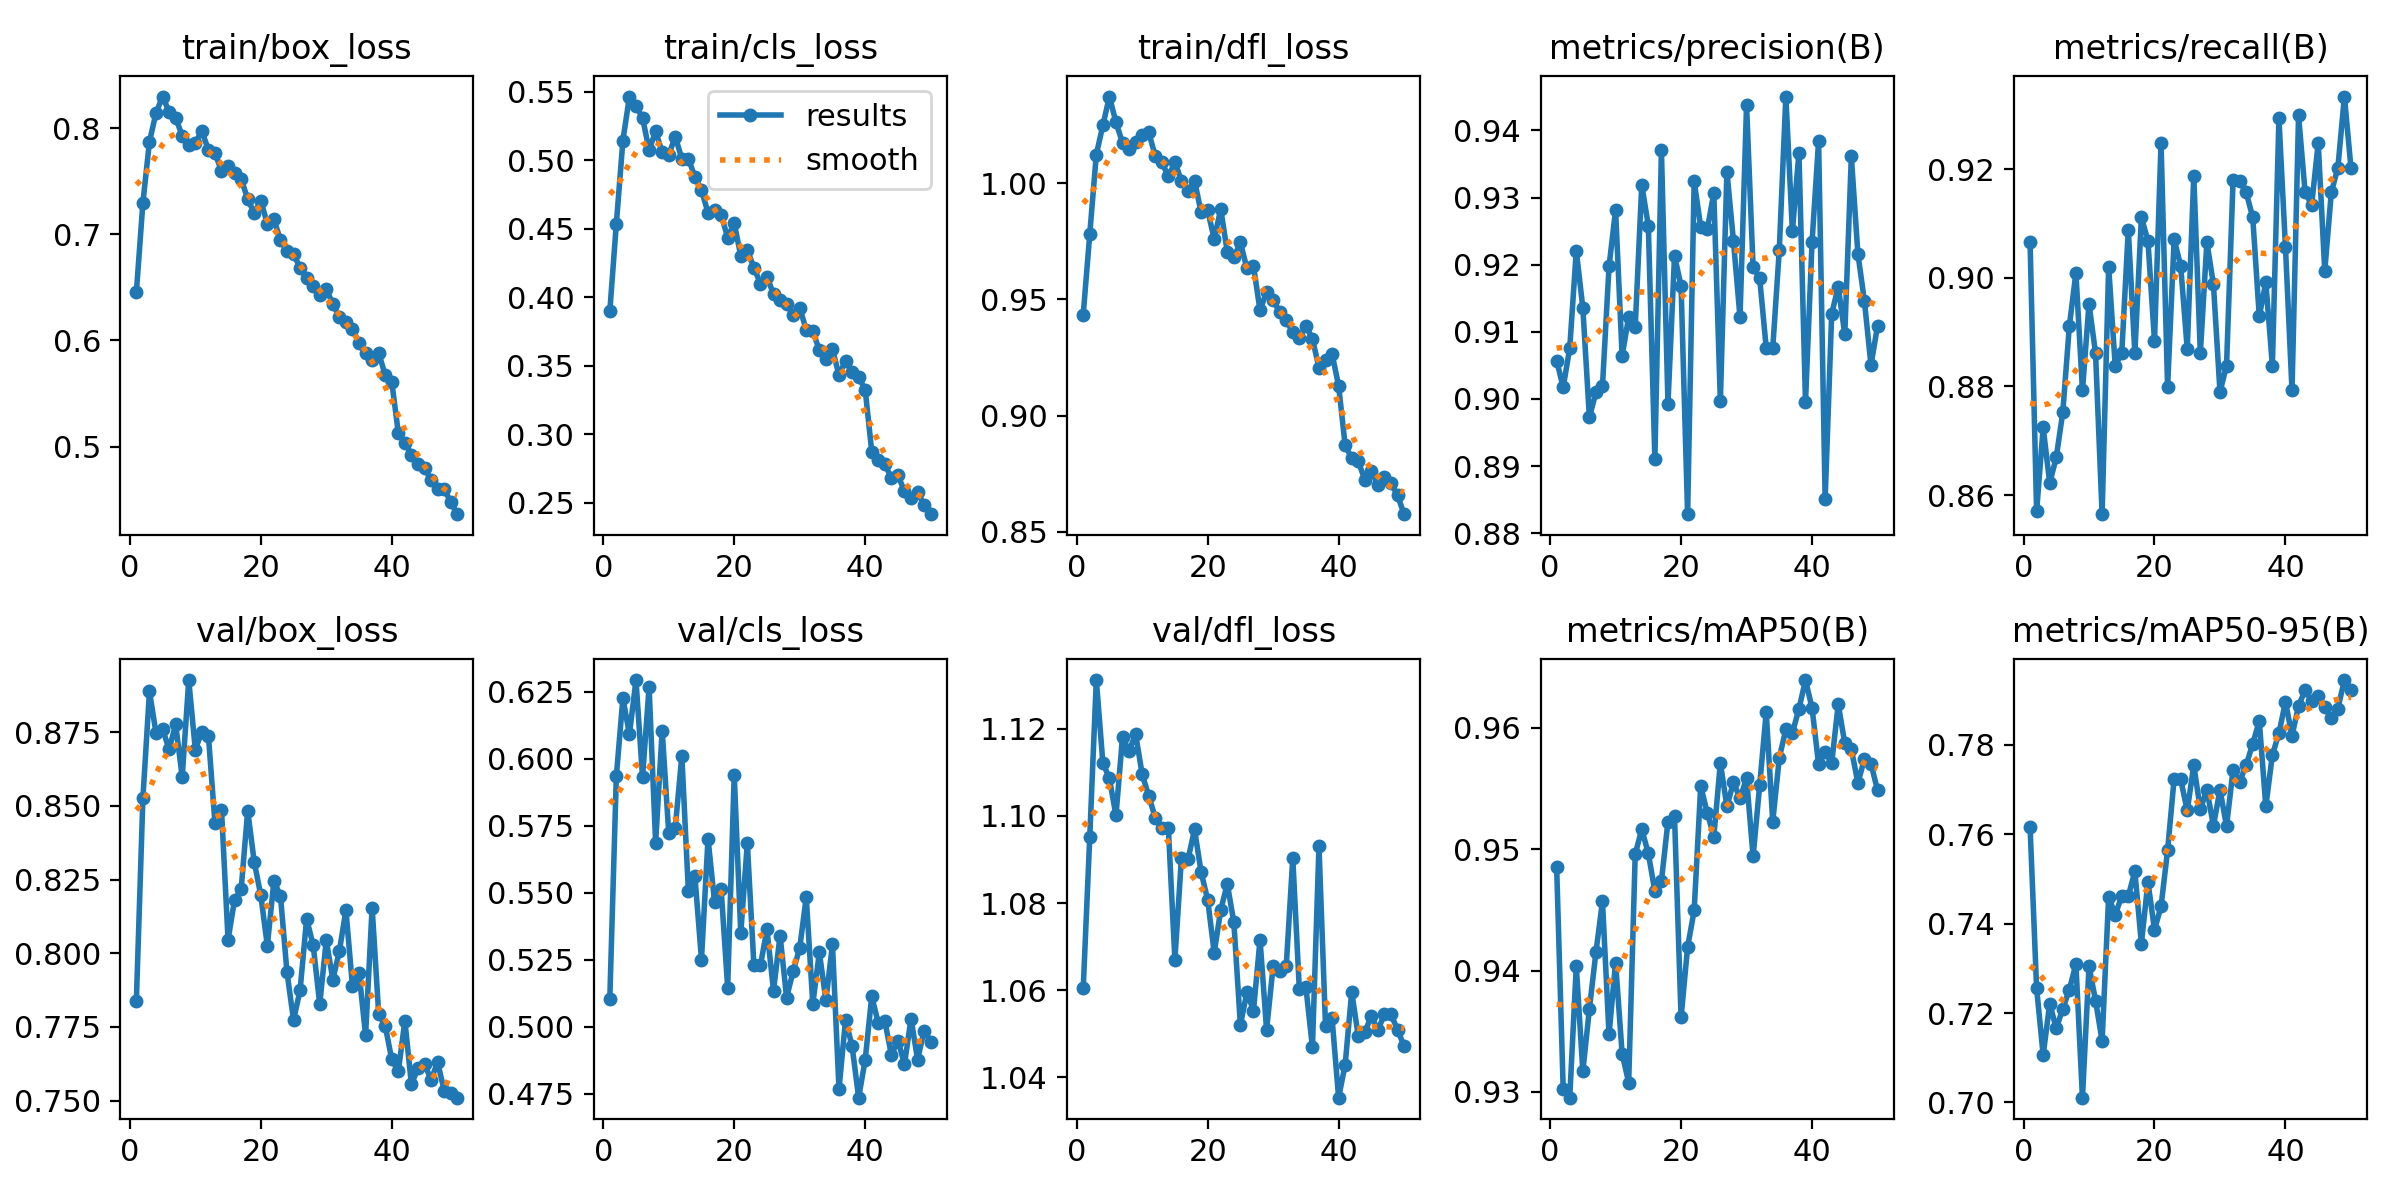 train/box_loss
train/cls_loss
train/dfl_loss
metrics/precision(B)
metrics/recall(B)
0.8
0.7
0.6
0.5
0 20 40
0.55
0.50
0.45
0.40
0.35
0.30
0.25
results
smooth
0 20 40
1.00
0.95
0.90
0.85
0 20 40
0.94
0.93
0.92
0.91
0.90
0.89
0.88
0 20 40
0.92
0.90
0.88
0.86
0 20 40
val/box_loss
val/cls_loss
val/dfl_loss
metrics/mAP50(B)
metrics/mAP50-95(B)
0.875
0.850
0.825
0.800
0.775
0.750
0 20 40
0.625
0.600
0.575
0.550
0.525
0.500
0.475
0 20 40
1.12
1.10
1.08
1.06
1.04
0 20 40
0.96
0.95
0.94
0.93
0 20 40
0.78
0.76
0.74
0.72
0.70
0 20 40